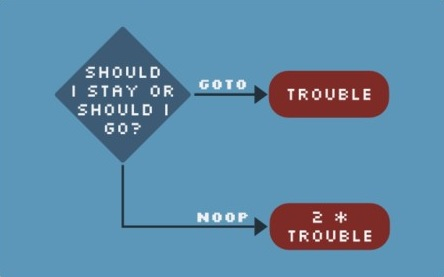 SHOULD
I STAY OR
SHOULD I
GO?
GOTO
TROUBLE
NOOP
2 *
TROUBLE